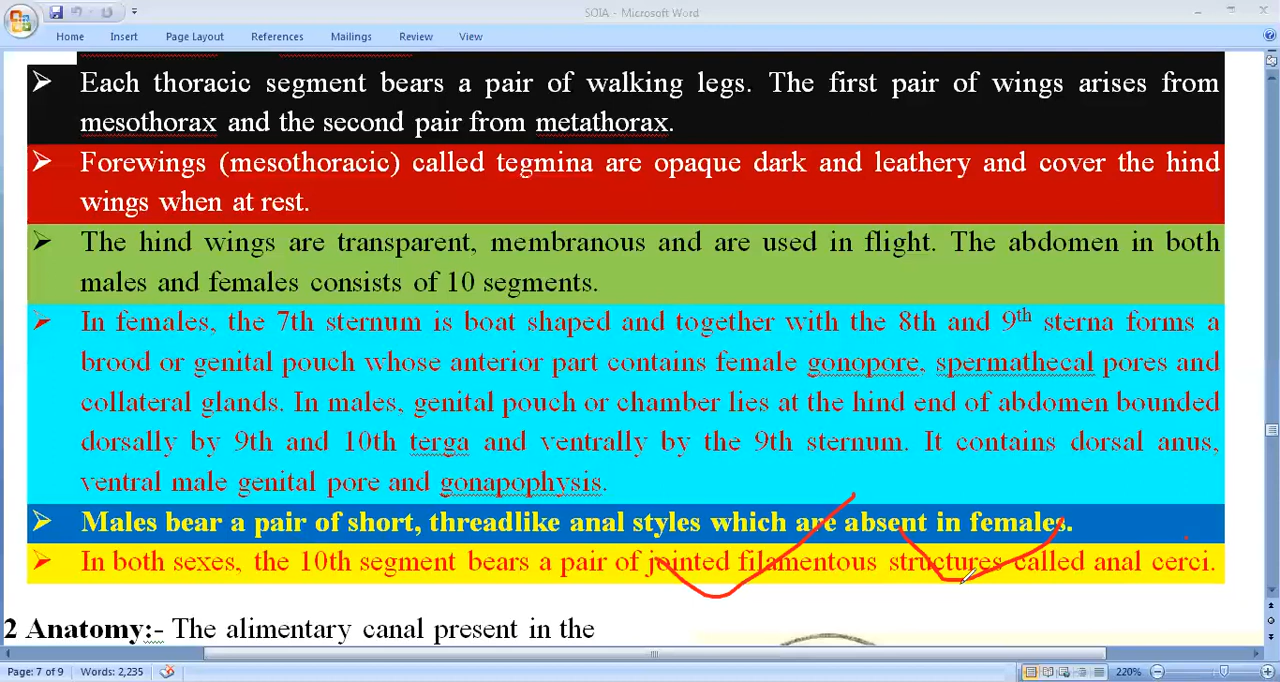 SOIA - Microsoft Word
Home Insert Page Layout References Mailings Review View
➢ Each thoracic segment bears a pair of walking legs. The first pair of wings arises from
mesothorax and the second pair from metathorax.
➢ Forewings (mesothoracic) called tegmina are opaque dark and leathery and cover the hind
wings when at rest.
➢ The hind wings are transparent, membranous and are used in flight. The abdomen in both
males and females consists of 10 segments.
➢ In females, the 7th sternum is boat shaped and together with the 8th and 9th sterna forms a
brood or genital pouch whose anterior part contains female gonopore, spermathecal pores and
collateral glands. In males, genital pouch or chamber lies at the hind end of abdomen bounded
dorsally by 9th and 10th terga and ventrally by the 9th sternum. It contains dorsal anus,
ventral male genital pore and gonapophysis.
➢ Males bear a pair of short, threadlike anal styles which are absent in females.
➢ In both sexes, the 10th segment bears a pair of jointed filamentous structures called anal cerci.
2 Anatomy:- The alimentary canal present in the
Page: 7 of 9 Words: 2,235 220%